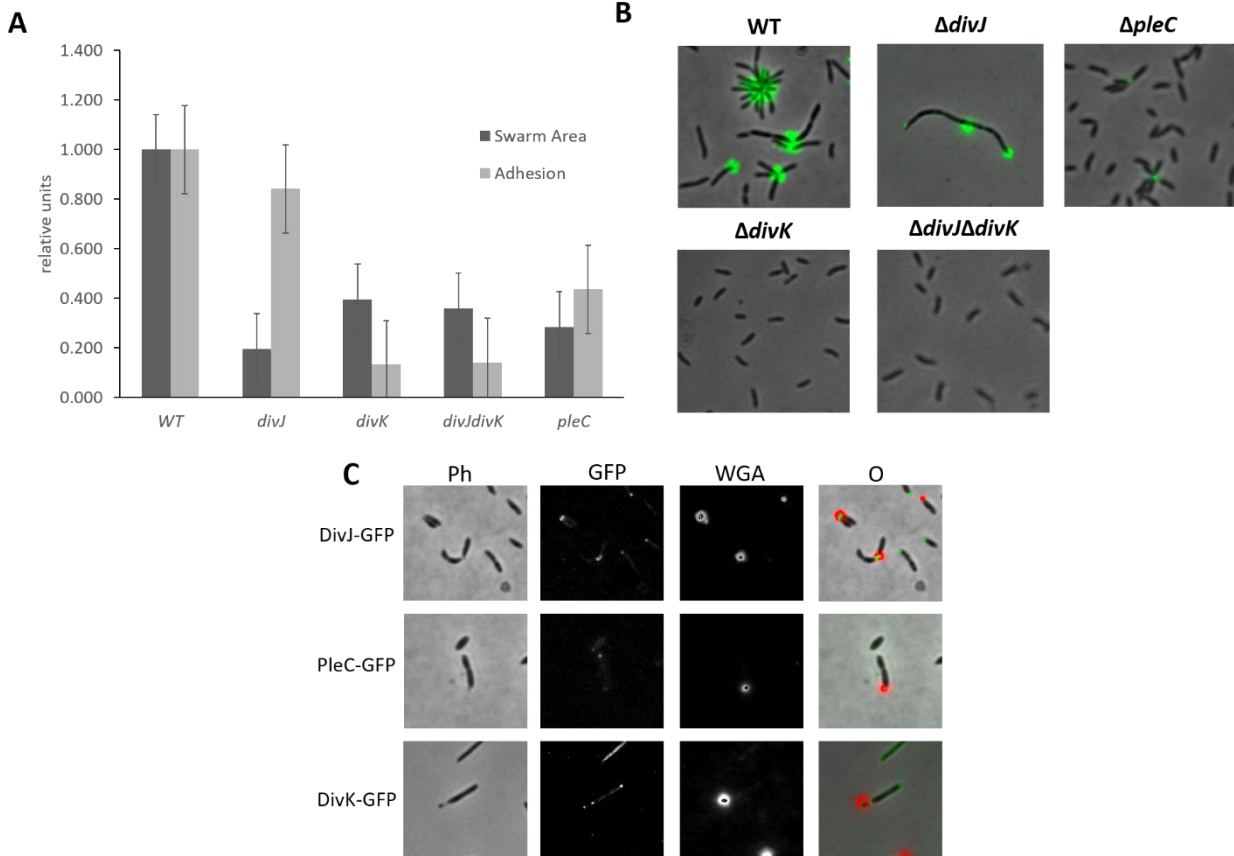 A
1.400
1.200
1.000
0.800
0.600
0.400
0.200
0.000
relative units
Swarm Area
Adhesion
WT
divJ
divK
divJdivK
pleC
B
WT
ΔdivJ
ΔpleC
ΔdivK
ΔdivJΔdivK
C
Ph
GFP
WGA
O
DivJ-GFP
PleC-GFP
DivK-GFP